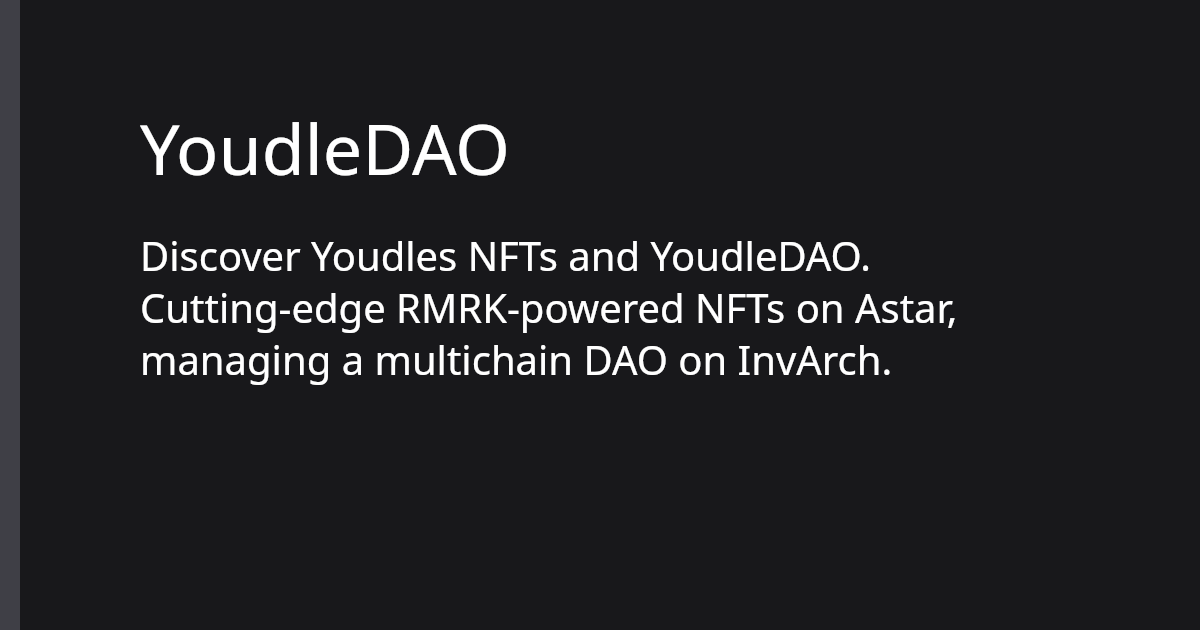 YoudleDAO
Discover Youdles NFTs and YoudleDAO.
Cutting-edge RMRK-powered NFTs on Astar,
managing a multichain DAO on InvArch.